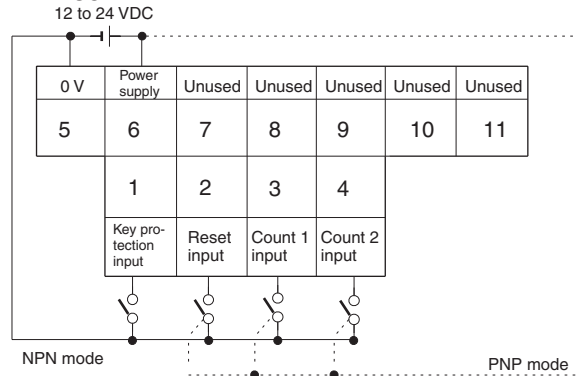 12 to 24 VDC
0 V
Power
supply
Unused
Unused
Unused
Unused
Unused
5
6
7
8
9
10
11
1
2
3
4
Key pro-
tection
input
Reset
input
Count 1
input
Count 2
input
NPN mode
PNP mode